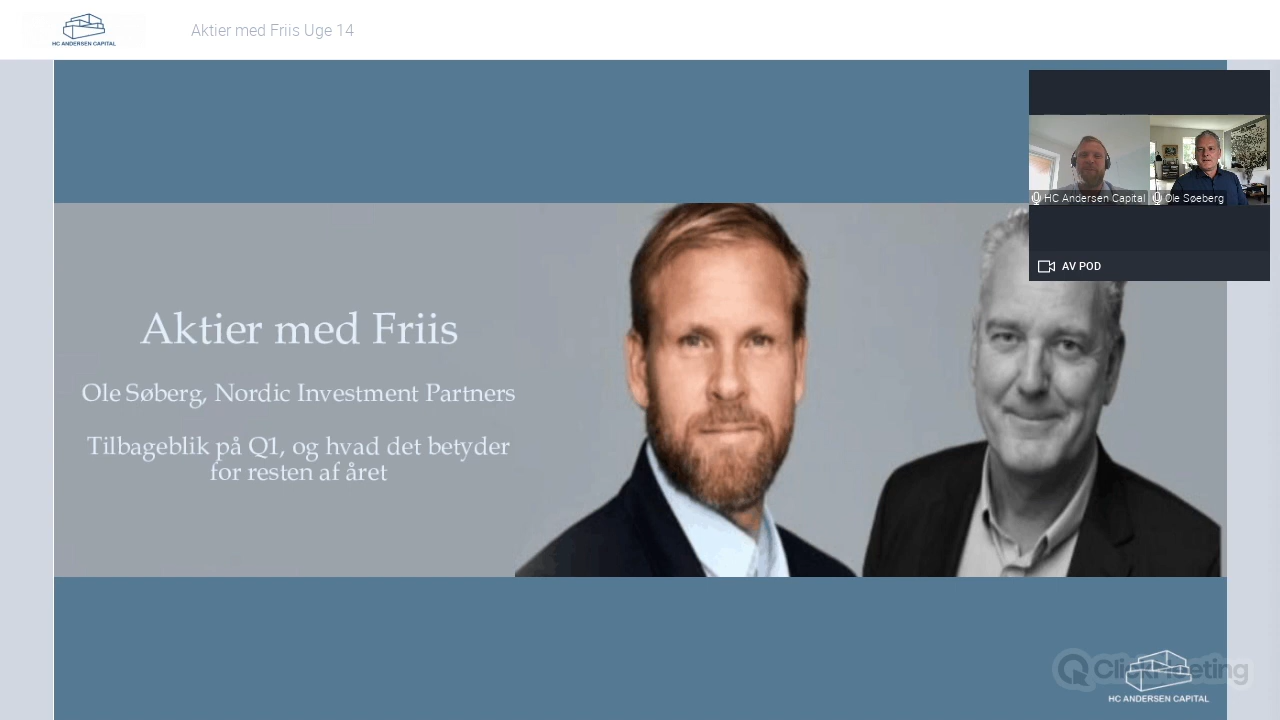 HC ANDERSEN CAPITAL
Aktier med Friis Uge 14
HC Andersen Capital
Ole Søeberg
AV POD
Aktier med Friis
Ole Søberg, Nordic Investment Partners
Tilbageblik på Q1, og hvad det betyder
for resten af året
ClickMeeting
HC ANDERSEN CAPITAL